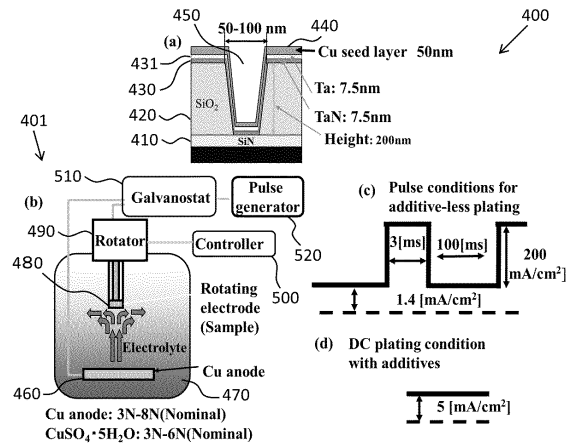 450
50-100 nm
440
400
(a)
Cu seed layer 50nm
431
430
Ta: 7.5nm
420
SiO2
TaN: 7.5nm
410
SiN
Height: 200nm
401
(b)
510
Galvanostat
Pulse
generator
520
490
Rotator
Controller
500
480
Rotating
electrode
(Sample)
Electrolyte
Cu anode
460
470
Cu anode: 3N-8N(Nominal)
CuSO4・5H2O: 3N-6N(Nominal)
(c)
Pulse conditions for
additive-less plating
3[ms]
100[ms]
200
mA/cm²
1.4 [mA/cm²]
(d)
DC plating condition
with additives
5 [mA/cm²]